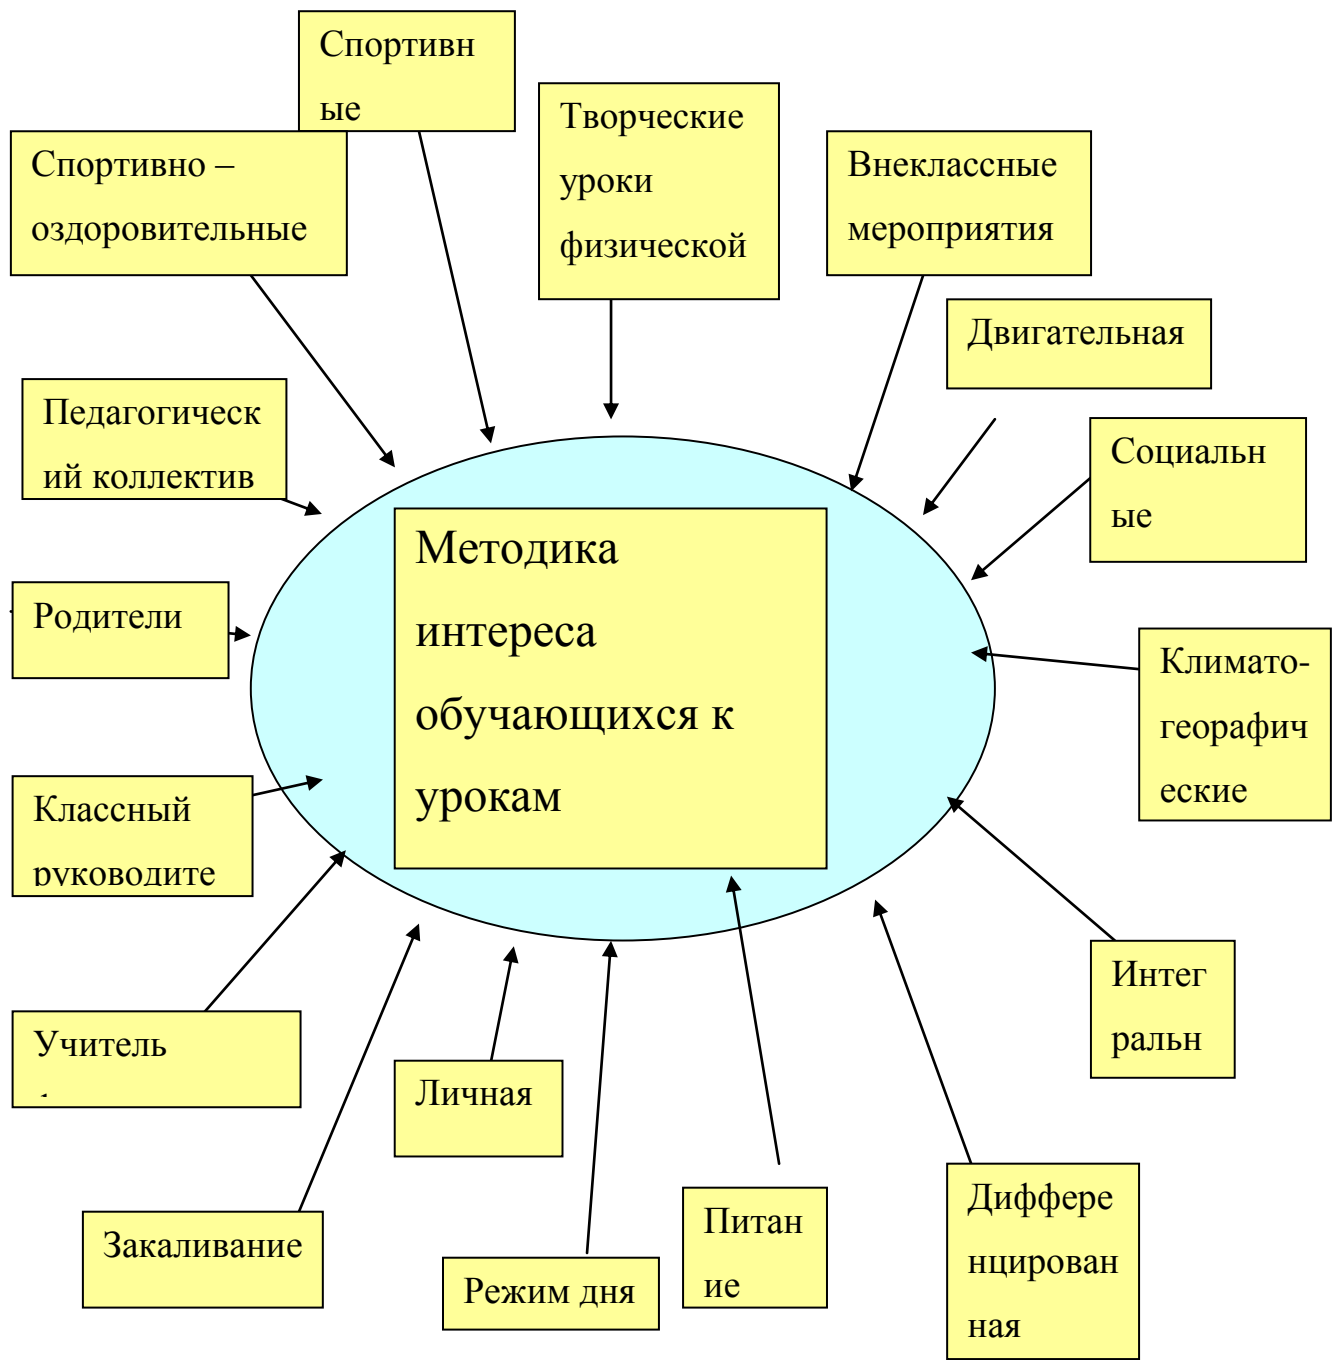 Спортивн
ые
Спортивно –
оздоровительные
Творческие
уроки
физической
Внеклассные
мероприятия
Двигательная
Педагогическ
ий коллектив
Социальн
ые
Методика
интереса
обучающихся к
урокам
Родители
Климато-
георафич
еские
Классный
руководите
Интег
ральн
Учитель
Личная
Закаливание
Режим дня
Питан
ие
Диффере
нцирован
ная